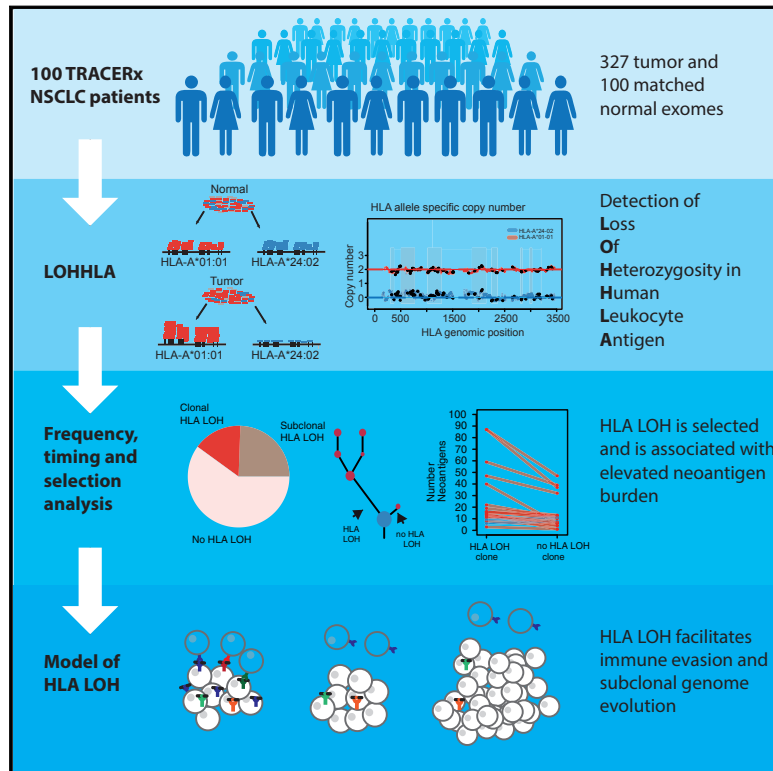 100 TRACERx
NSCLC patients
327 tumor and
100 matched
normal exomes
LOHHLA
Normal
HLA-A*01:01
HLA-A*24:02
Tumor
HLA-A*01:01
HLA-A*24:02
HLA allele specific copy number
HLA-A*24-02
HLA-A*01-01
Copy number
3
2
1
0
0 500 1500 2500 3500
HLA genomic position
Detection of
Loss
Of
Heterozygosity in
Human
Leukocyte
Antigen
Frequency,
timing and
selection
analysis
Clonal
HLA LOH
Subclonal
HLA LOH
No HLA LOH
HLA
LOH
no HLA
LOH
Number
Neoantigens
100
90
80
70
60
50
40
30
20
10
0
HLA LOH
clone
no HLA LOH
clone
HLA LOH is selected
and is associated with
elevated neoantigen
burden
Model of
HLA LOH
HLA LOH facilitates
immune evasion and
subclonal genome
evolution